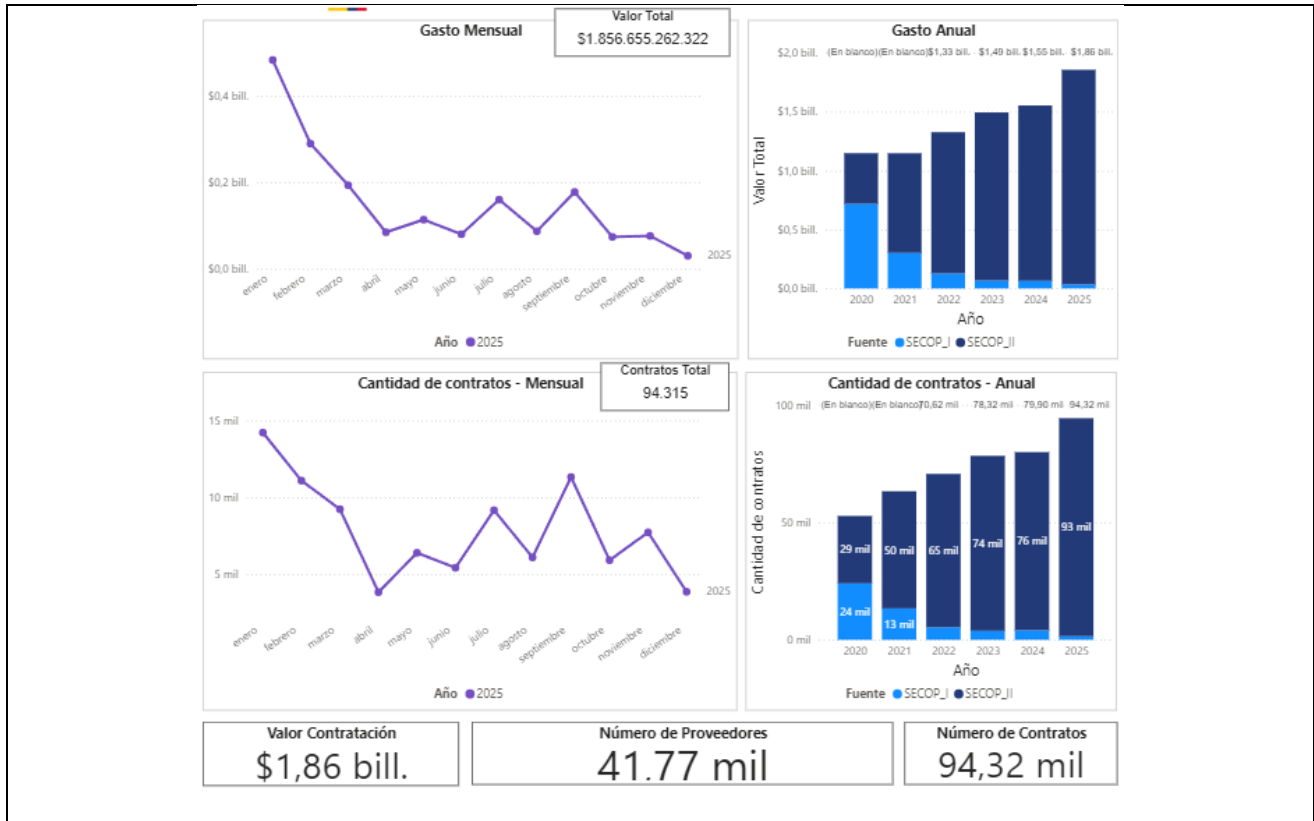 Gasto Mensual
Valor Total
$1.856.655.262.322
$0,4 bill.
$0,2 bill.
$0,0 bill.
2025
enero
febrero
marzo
abril
mayo
junio
julio
agosto
septiembre
octubre
noviembre
diciembre
Año 2025
Gasto Anual
$2,0 bill. (En blanco)(En blanco)$1,33 bill. $1,49 bill. $1,55 bill. $1,86 bill.
$1,5 bill.
$1,0 bill.
$0,5 bill.
$0,0 bill.
Valor Total
2020 2021 2022 2023 2024 2025
Año
Fuente SECOP_I SECOP_II
Cantidad de contratos - Mensual
Contratos Total
94.315
15 mil
10 mil
5 mil
2025
enero
febrero
marzo
abril
mayo
junio
julio
agosto
septiembre
octubre
noviembre
diciembre
Año 2025
Cantidad de contratos - Anual
100 mil (En blanco)(En blanco)70,62 mil 78,32 mil 79,90 mil 94,32 mil
50 mil
0 mil
Cantidad de contratos
29 mil 50 mil 65 mil 74 mil 76 mil 93 mil
24 mil 13 mil
2020 2021 2022 2023 2024 2025
Año
Fuente SECOP_I SECOP_II
Valor Contratación
$1,86 bill.
Número de Proveedores
41.77 mil
Número de Contratos
94,32 mil